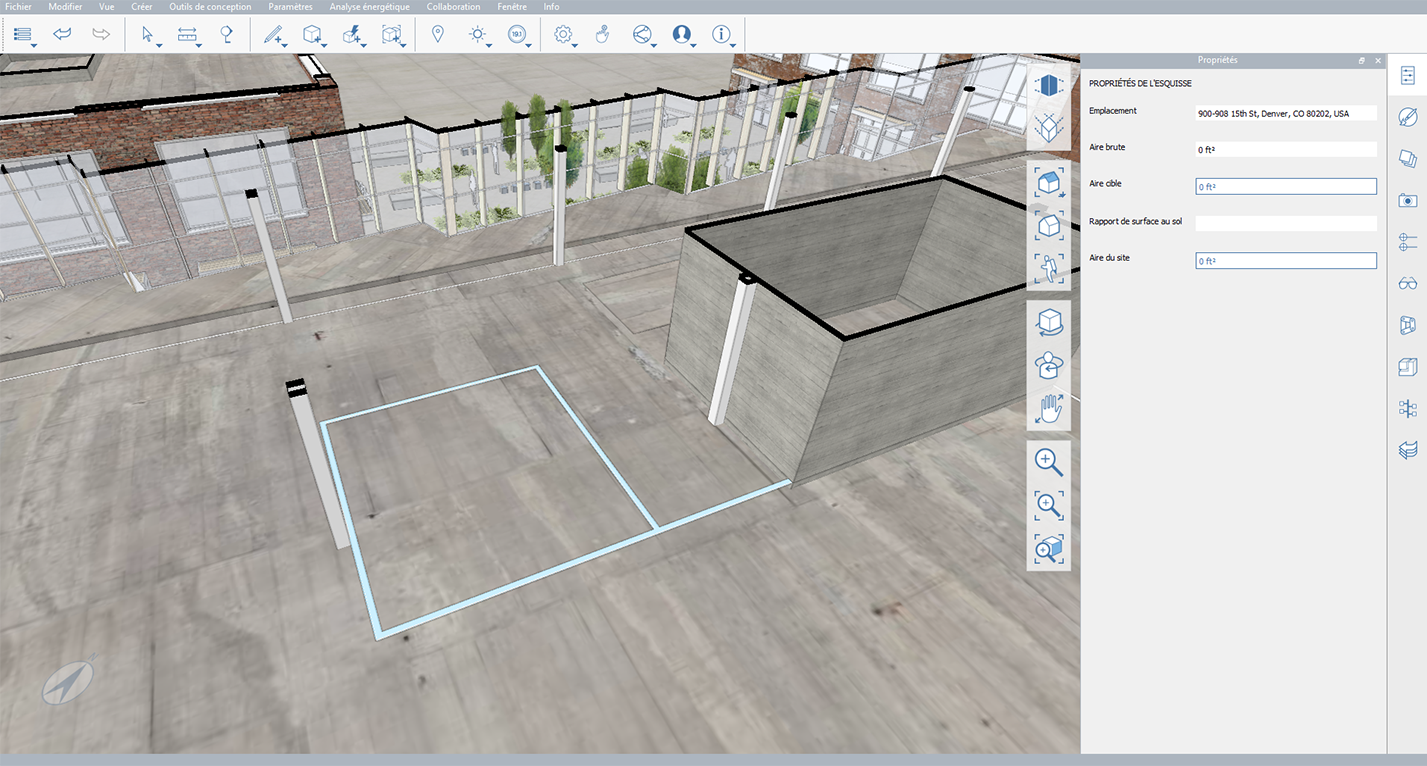 Fichier Modifier Vue Créer Outils de conception Paramètres Analyse énergétique Collaboration Fenêtre Info
19.1
Propriétés
PROPRIÉTÉS DE L'ESQUISSE
Emplacement 900-908 15th St, Denver, CO 80202, USA
Aire brute 0 ft²
Aire cible 0 ft²
Rapport de surface au sol
Aire du site 0 ft²